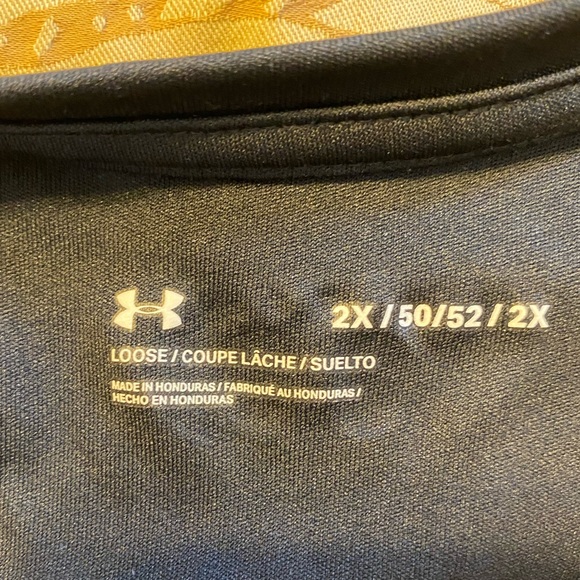 2X / 50/52 / 2X
LOOSE / COUPE LÂCHE / SUELTO
MADE IN HONDURAS / FABRIQUÉ AU HONDURAS /
HECHO EN HONDURAS